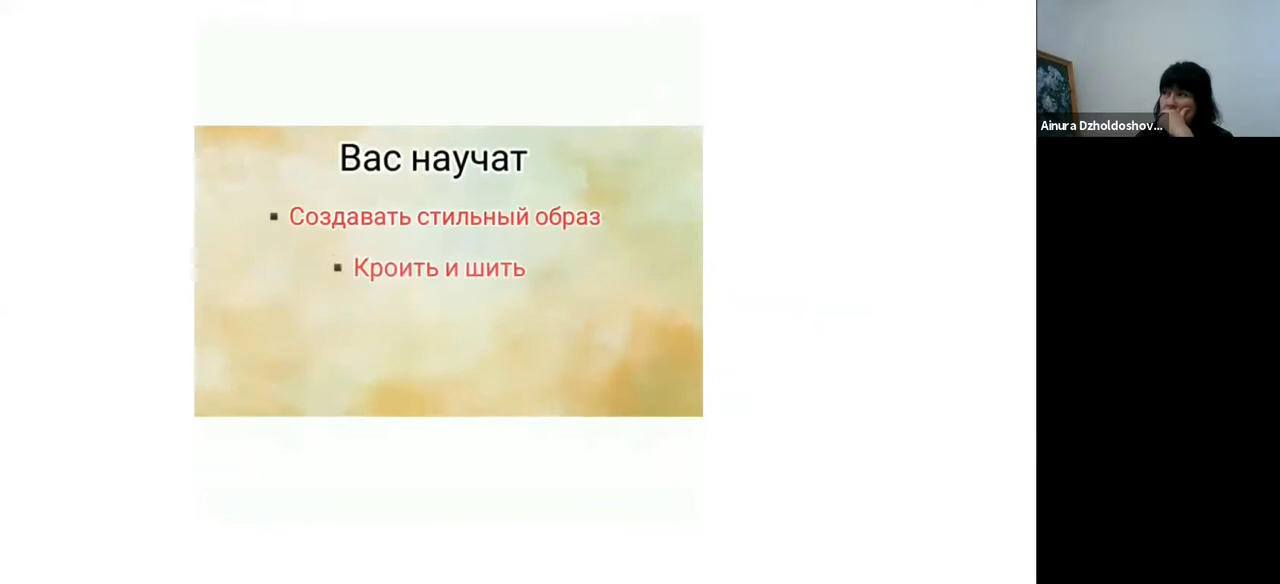 Вас научат
▪ Создавать стильный образ
▪ Кроить и шить
Ainura Dzholdoshov...